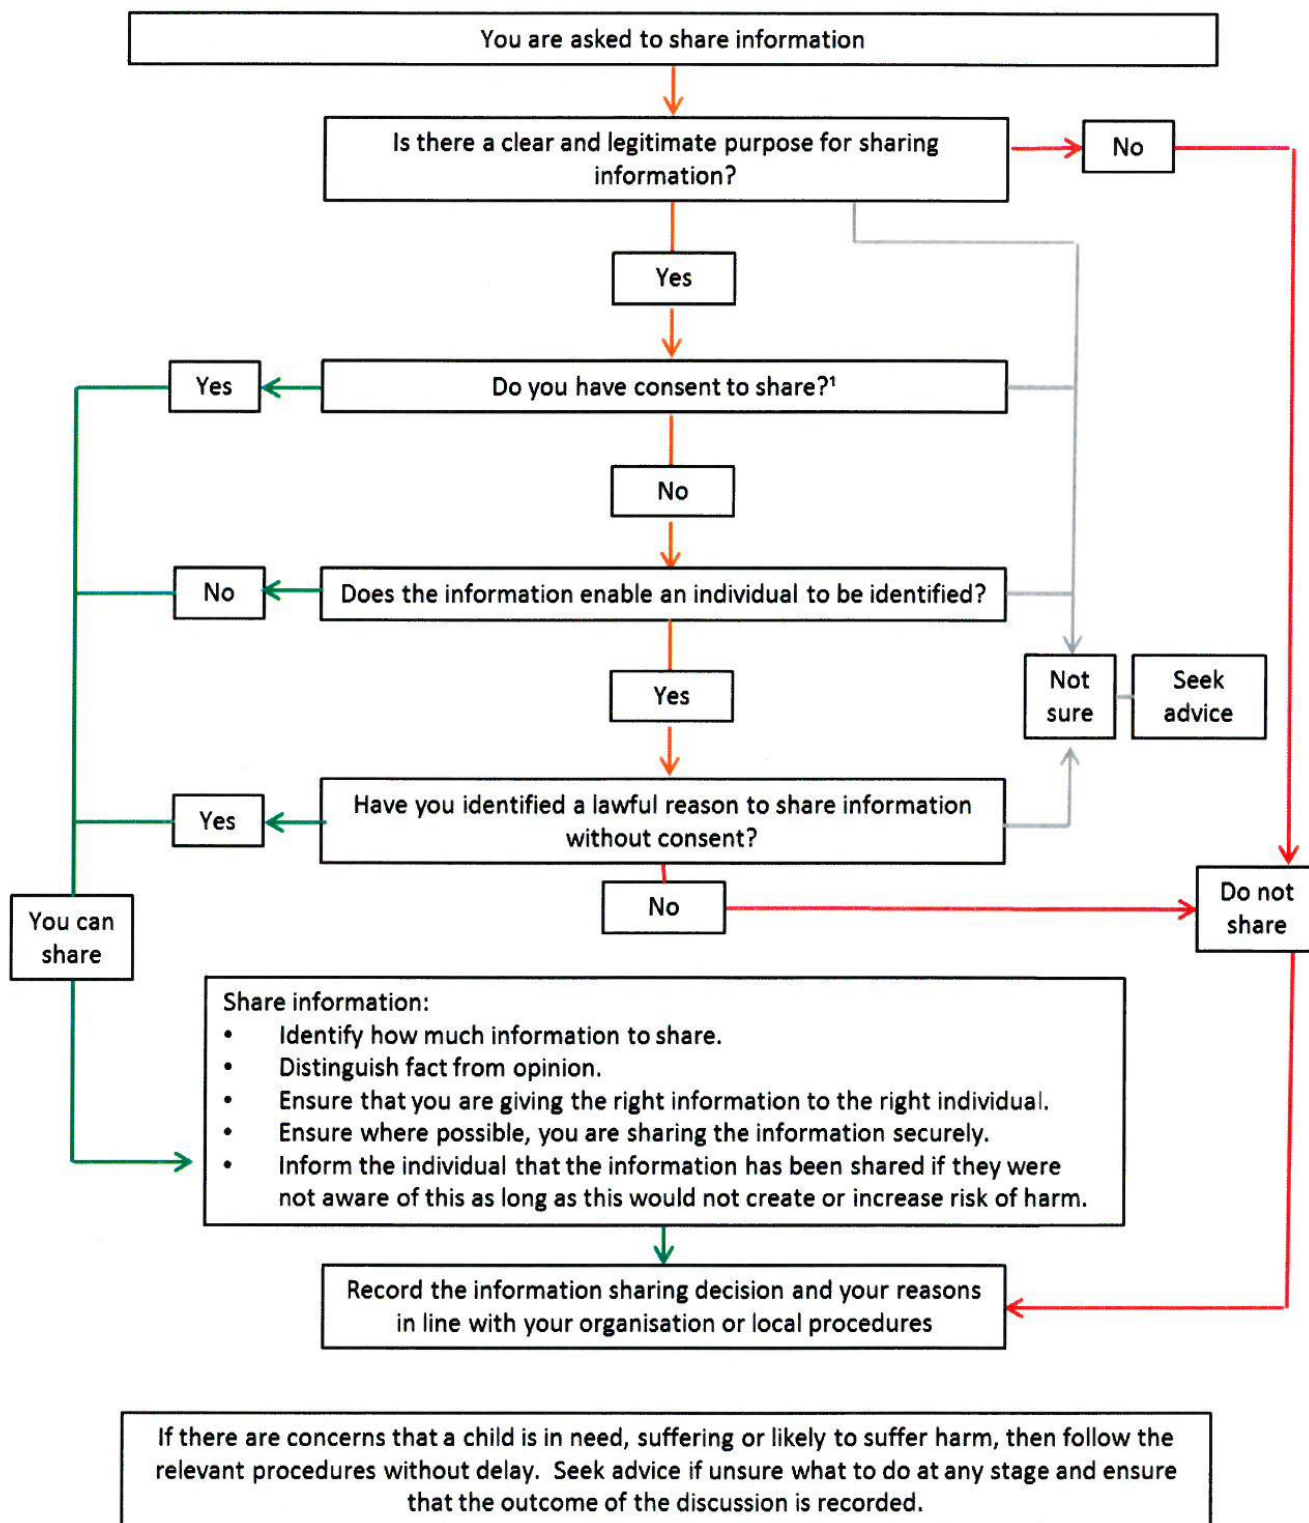 You are asked to share information
Is there a clear and legitimate purpose for sharing
information?
No
Yes
Yes
Do you have consent to share?¹
No
No
Does the information enable an individual to be identified?
Yes
Not
sure
Seek
advice
Yes
Have you identified a lawful reason to share information
without consent?
No
Do not
share
You can
share
Share information:
• Identify how much information to share.
• Distinguish fact from opinion.
• Ensure that you are giving the right information to the right individual.
• Ensure where possible, you are sharing the information securely.
• Inform the individual that the information has been shared if they were
not aware of this as long as this would not create or increase risk of harm.
Record the information sharing decision and your reasons
in line with your organisation or local procedures
If there are concerns that a child is in need, suffering or likely to suffer harm, then follow the
relevant procedures without delay. Seek advice if unsure what to do at any stage and ensure
that the outcome of the discussion is recorded.